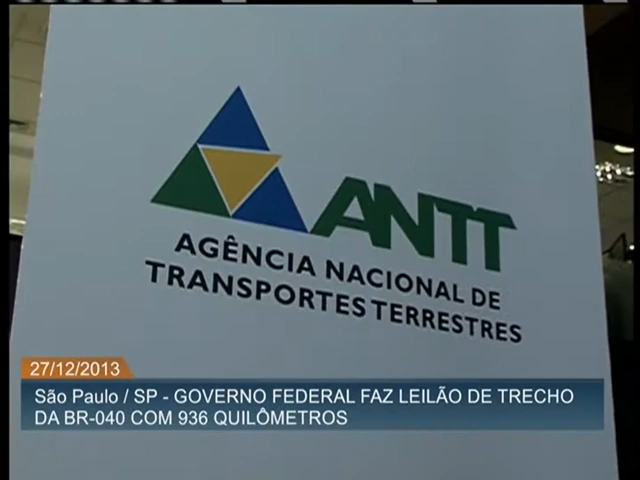 ANTT
AGÊNCIA NACIONAL DE
TRANSPORTES TERRESTRES
27/12/2013
São Paulo / SP - GOVERNO FEDERAL FAZ LEILÃO DE TRECHO
DA BR-040 COM 936 QUILÔMETROS